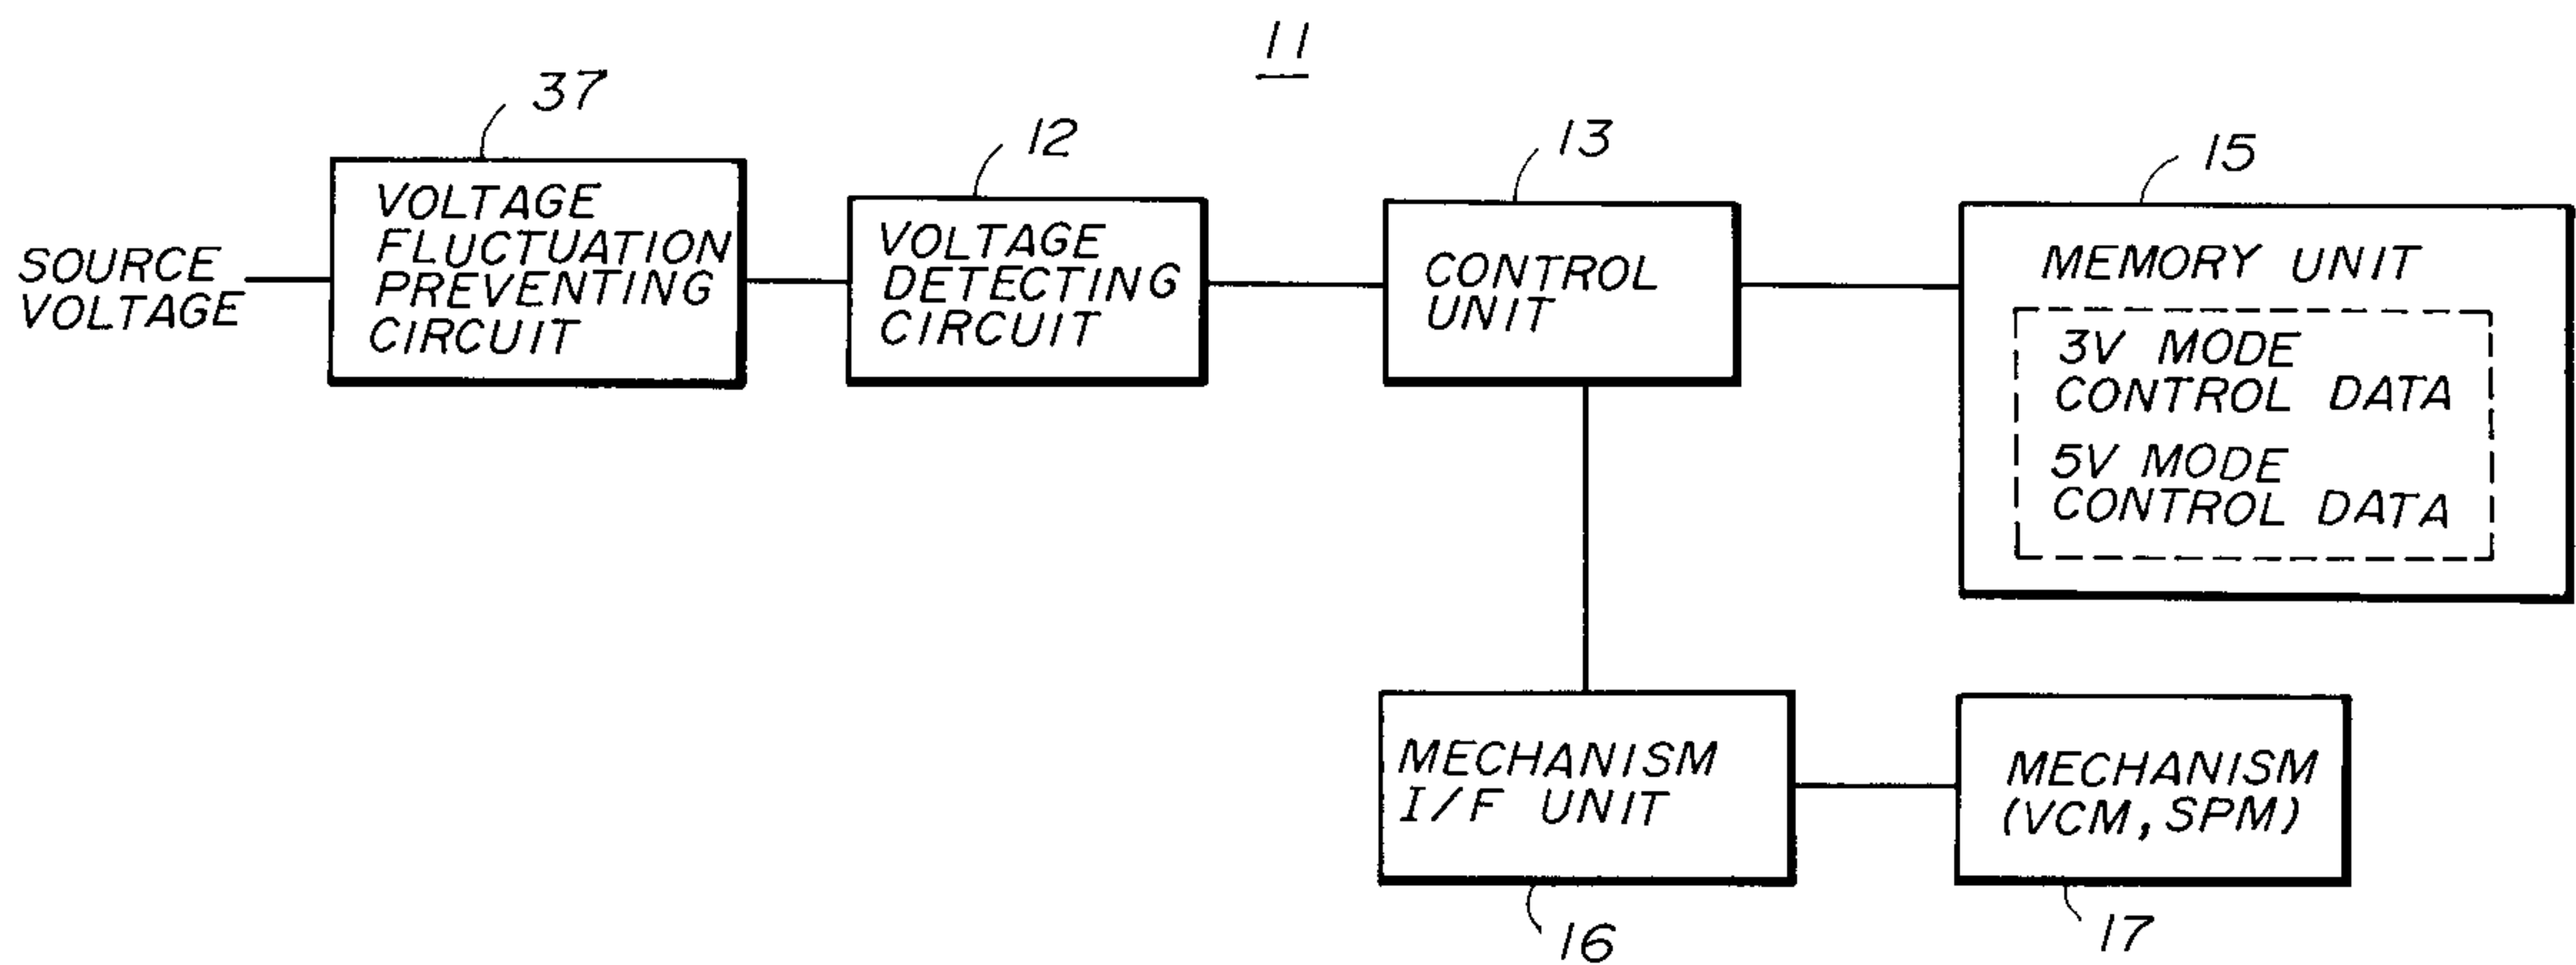 11
37
12
13
15
SOURCE
VOLTAGE
VOLTAGE
FLUCTUATION
PREVENTING
CIRCUIT
VOLTAGE
DETECTING
CIRCUIT
CONTROL
UNIT
MEMORY UNIT
3V MODE
CONTROL DATA
5V MODE
CONTROL DATA
MECHANISM
I/F UNIT
MECHANISM
(VCM, SPM)
16
17